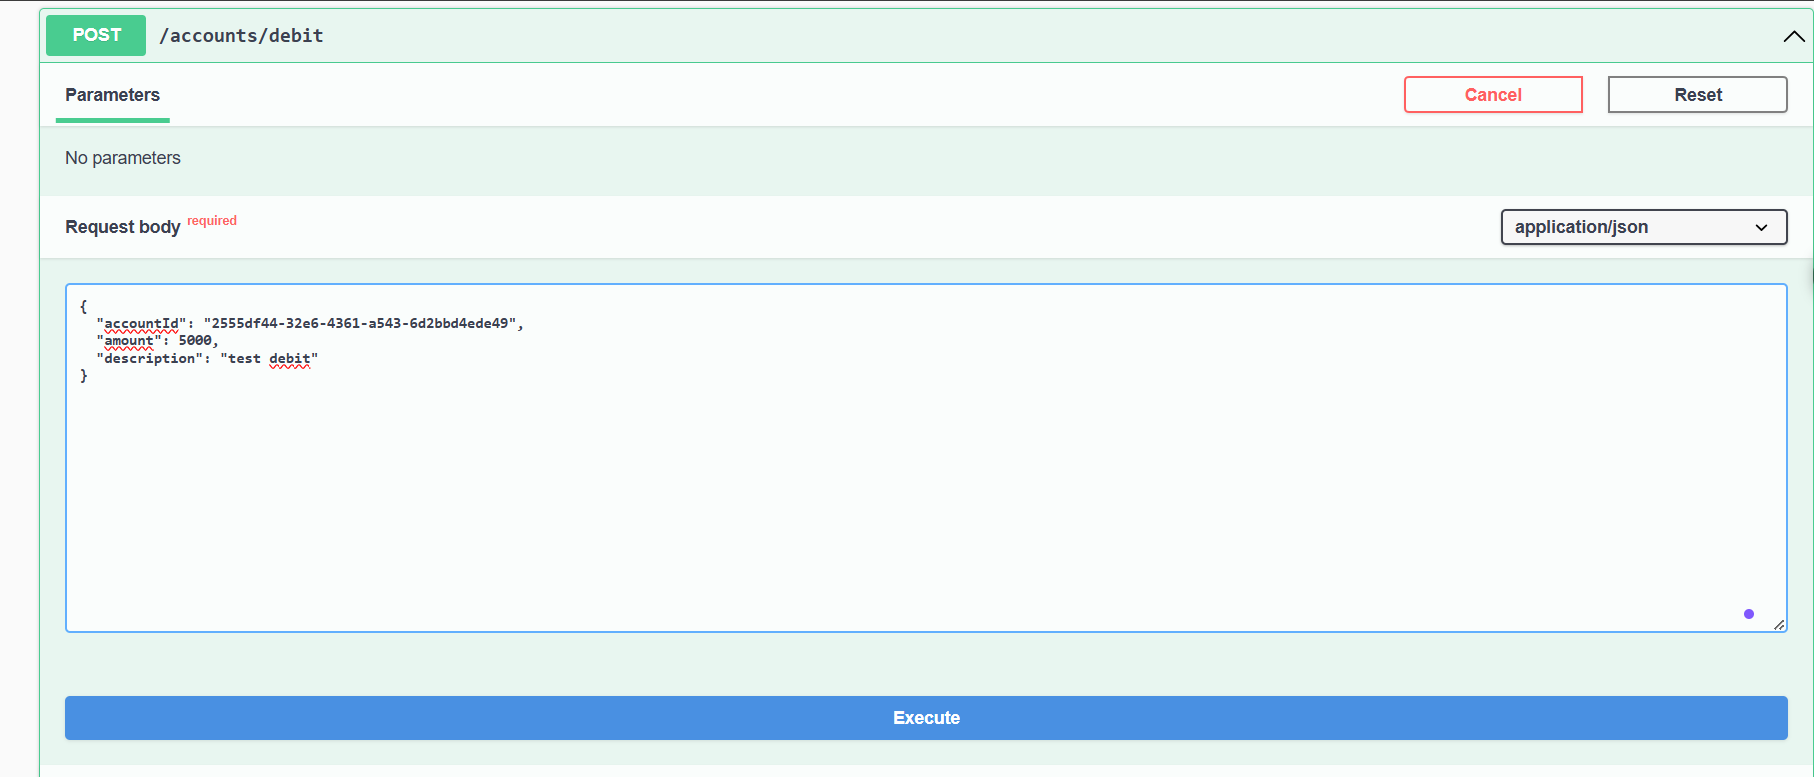 POST /accounts/debit
Parameters
Cancel
Reset
No parameters
Request body required
application/json
{
  "accountId": "2555df44-32e6-4361-a543-6d2bbd4ede49",
  "amount": 5000,
  "description": "test debit"
}
Execute